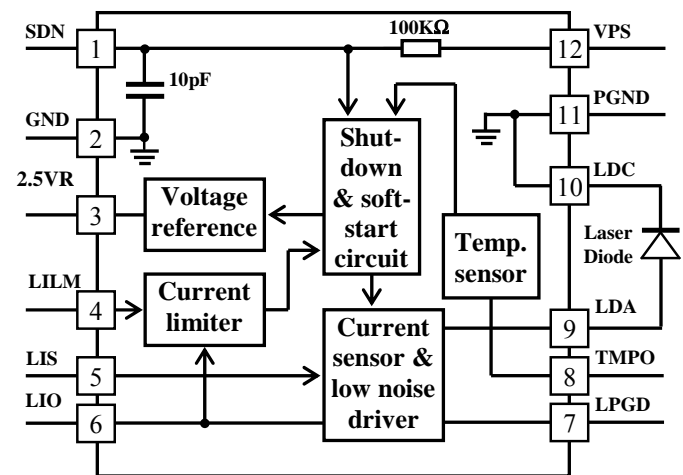 SDN
1
100KΩ
12
VPS
10pF
GND
2
PGND
11
Shut-
down
& soft-
start
circuit
2.5VR
3
Voltage
reference
LDC
10
Temp.
sensor
Laser
Diode
LILM
4
Current
limiter
Current
sensor &
low noise
driver
LDA
9
LIS
5
TMPO
8
LIO
6
LPGD
7